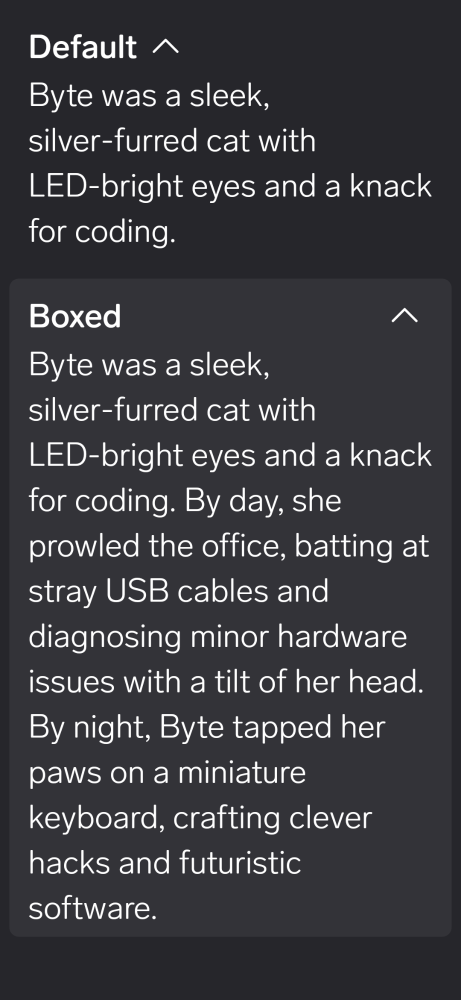 Default
Byte was a sleek,
silver-furred cat with
LED-bright eyes and a knack
for coding.
Boxed
Byte was a sleek,
silver-furred cat with
LED-bright eyes and a knack
for coding. By day, she
prowled the office, batting at
stray USB cables and
diagnosing minor hardware
issues with a tilt of her head.
By night, Byte tapped her
paws on a miniature
keyboard, crafting clever
hacks and futuristic
software.